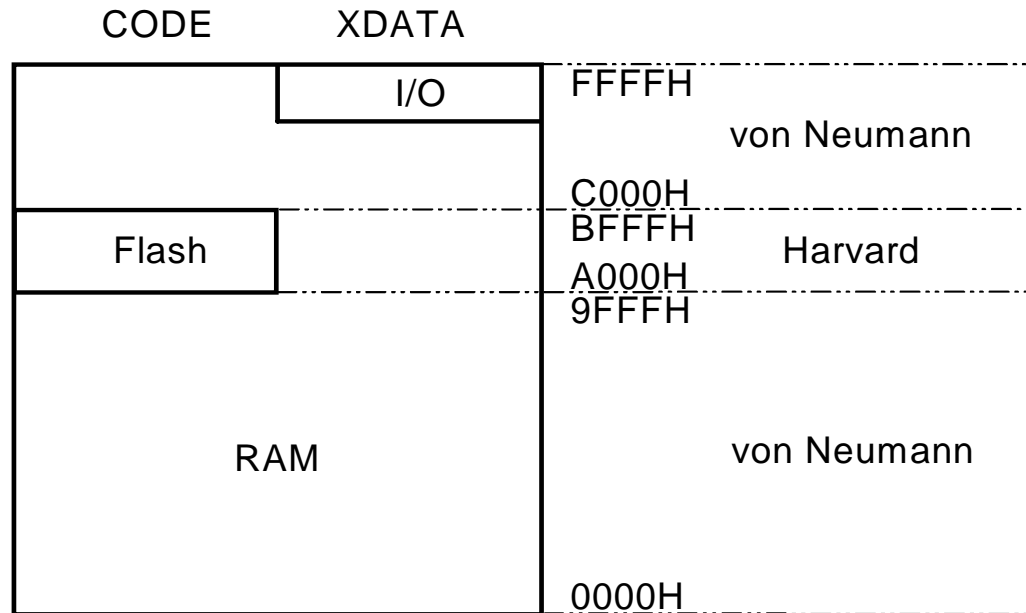 CODE XDATA
I/O
FFFFH
von Neumann
C000H
BFFFH
Flash
Harvard
A000H
9FFFH
RAM
von Neumann
0000H